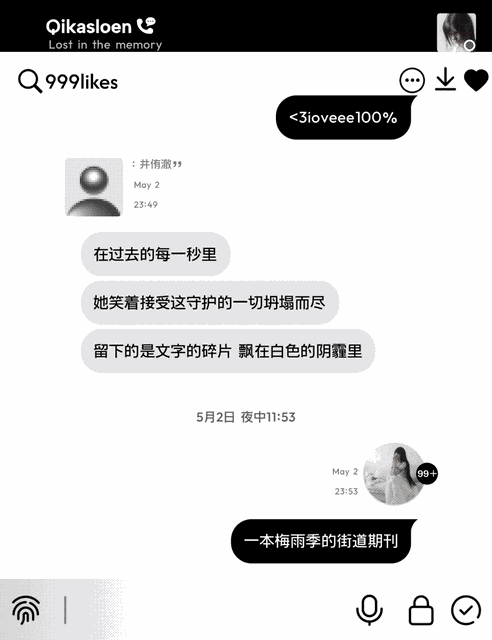 Qikasloen
Lost in the memory
999likes
<3ioveee100%
：井侑澈❜❜
May 2
23:49
在过去的每一秒里
她笑着接受这守护的一切坍塌而尽
留下的是文字的碎片 飘在白色的阴霾里
5月2日 夜中11:53
May 2
23:53
99+
一本梅雨季的街道期刊